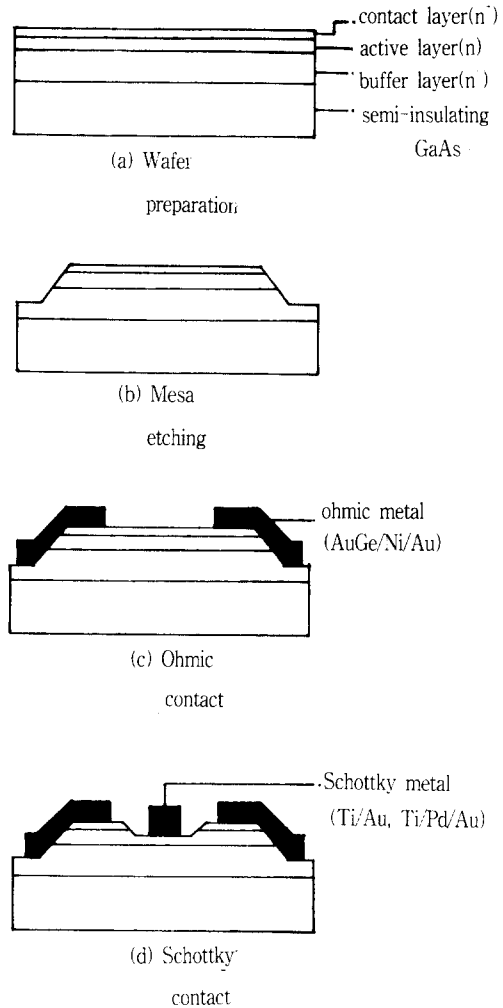 contact layer(n⁻)
active layer(n)
buffer layer(n⁻)
semi-insulating
GaAs
(a) Wafer
preparation
(b) Mesa
etching
ohmic metal
(AuGe/Ni/Au)
(c) Ohmic
contact
Schottky metal
(Ti/Au, Ti/Pd/Au)
(d) Schottky
contact